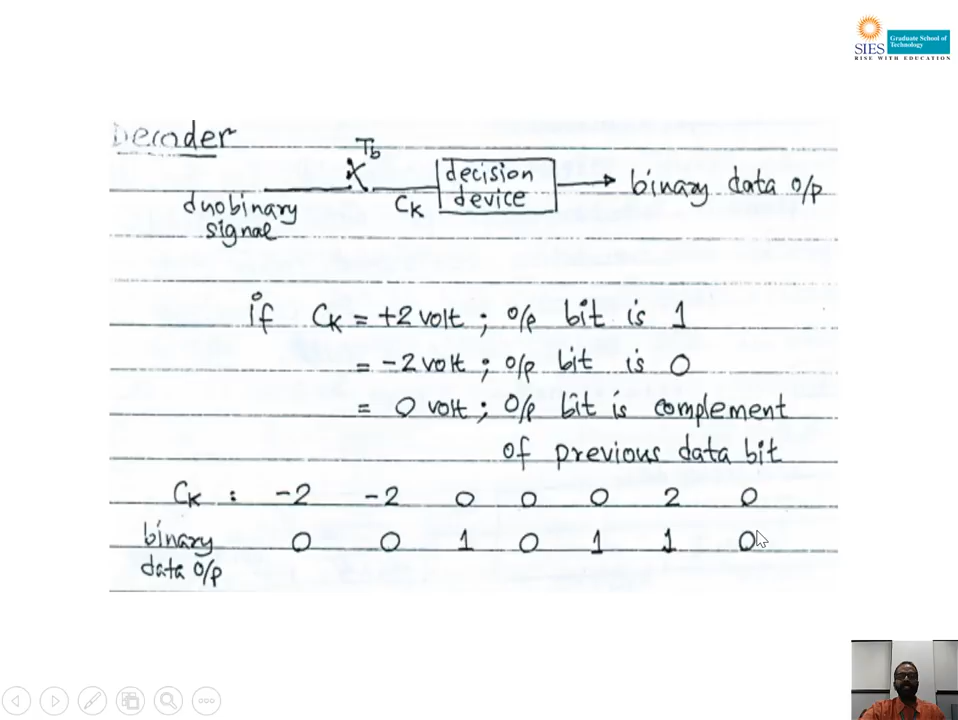 SIES
Graduate School of
Technology
RISE WITH EDUCATION
Decoder
Tb
decision
device
binary data o/p
duobinary
signal
CK
if CK = +2 volt ; o/p bit is 1
= -2 volt ; o/p bit is 0
= 0 volt ; o/p bit is complement
of previous data bit
CK : -2 -2 0 0 0 2 0
binary
data o/p
0 0 1 0 1 1 0